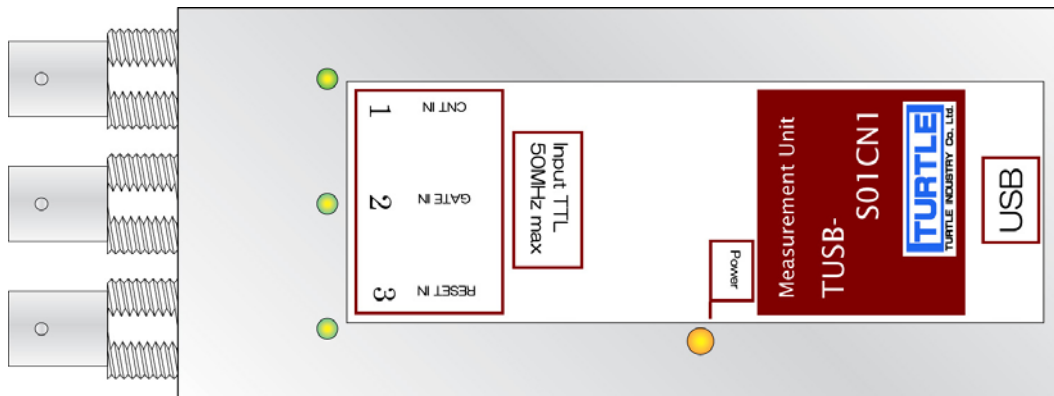 1 CNT IN
2 GATE IN
3 RESET IN
Input TTL
50MHz max
Power
Measurement Unit
TUSB-
S01CN1
TURTLE
TURTLE INDUSTRY Co., Ltd.
USB